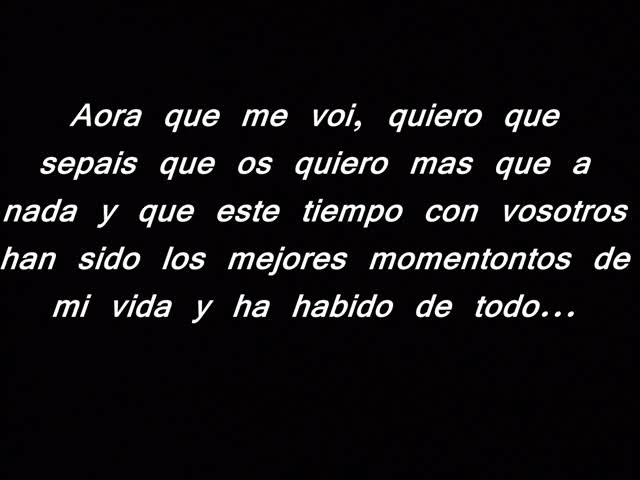 Aora que me voi, quiero que
sepais que os quiero mas que a
nada y que este tiempo con vosotros
han sido los mejores momentontos de
mi vida y ha habido de todo...